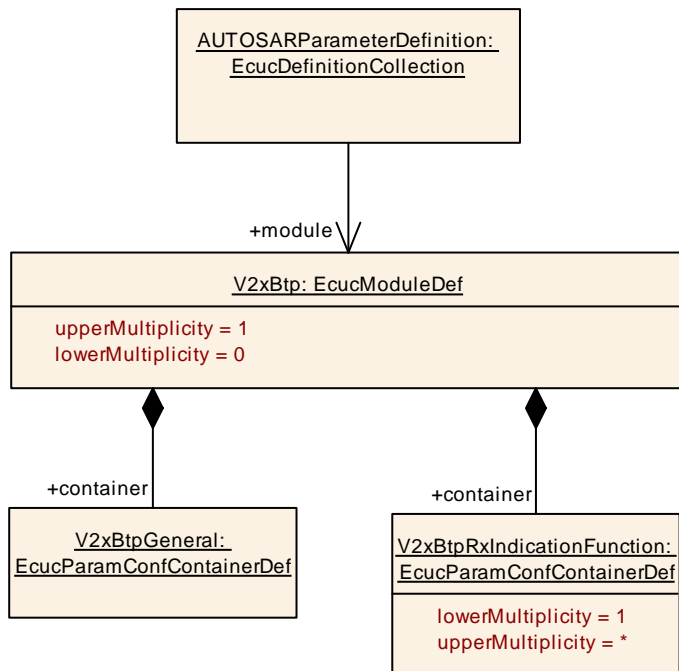 AUTOSARParameterDefinition:
EcucDefinitionCollection
+module
V2xBtp: EcucModuleDef
upperMultiplicity = 1
lowerMultiplicity = 0
+container
V2xBtpGeneral:
EcucParamConfContainerDef
+container
V2xBtpRxIndicationFunction:
EcucParamConfContainerDef
lowerMultiplicity = 1
upperMultiplicity = *